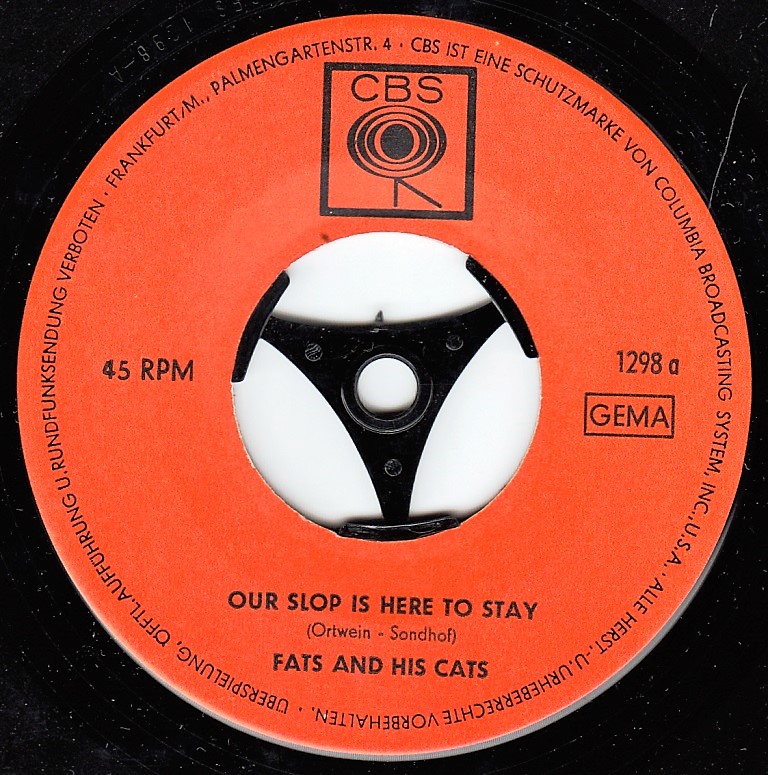 FRANKFURT/M., PALMENGARTENSTR. 4 · CBS IST EINE SCHUTZMARKE VON COLUMBIA BROADCASTING SYSTEM, INC., U.S.A. · ALLE HERST.- U. URHEBERRECHTE VORBEHALTEN. · ÜBERSPIELUNG, ÖFFTL. AUFFÜHRUNG U. RUNDFUNKSENDUNG VERBOTEN ·
CBS
45 RPM
1298 a
GEMA
OUR SLOP IS HERE TO STAY
(Ortwein - Sondhof)
FATS AND HIS CATS